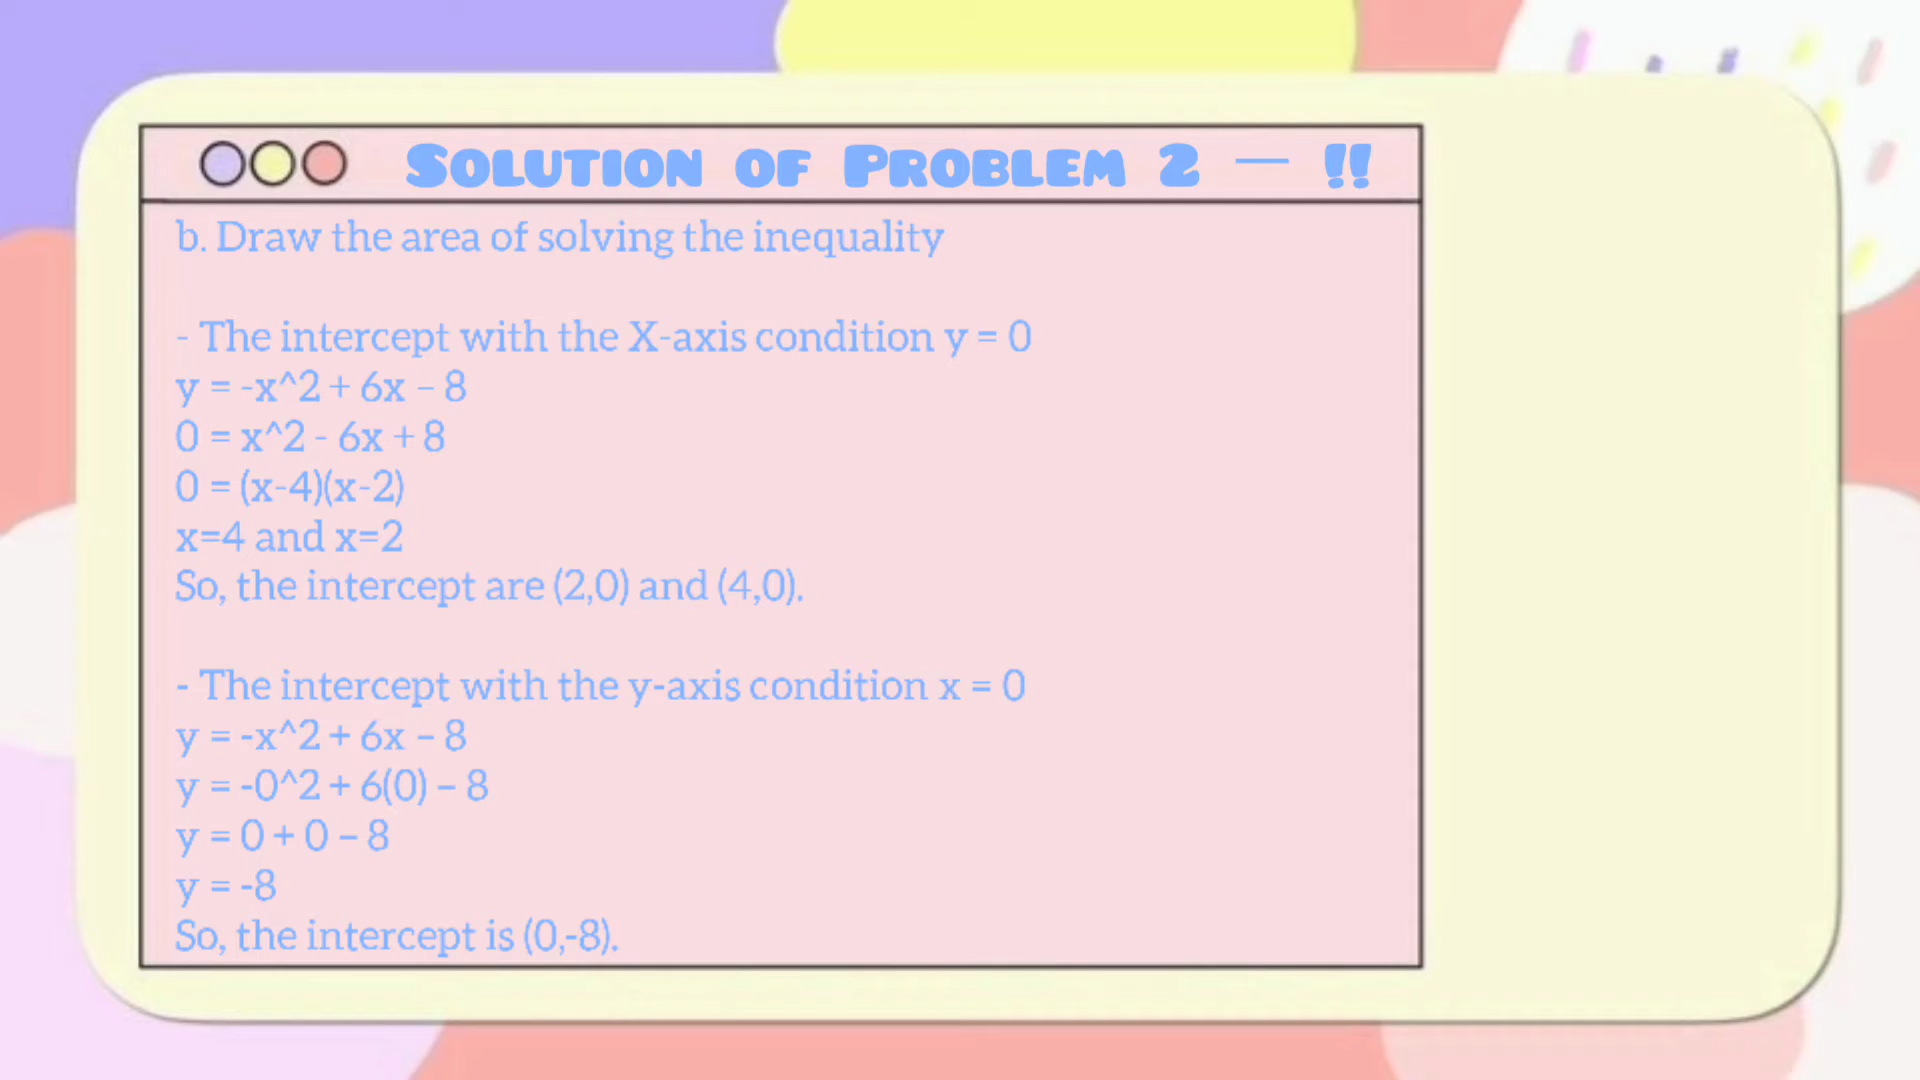 Solution of Problem 2 — !!
b. Draw the area of solving the inequality
- The intercept with the X-axis condition y = 0
y = -x^2 + 6x – 8
0 = x^2 - 6x + 8
0 = (x-4)(x-2)
x=4 and x=2
So, the intercept are (2,0) and (4,0).
- The intercept with the y-axis condition x = 0
y = -x^2 + 6x – 8
y = -0^2 + 6(0) – 8
y = 0 + 0 – 8
y = -8
So, the intercept is (0,-8).